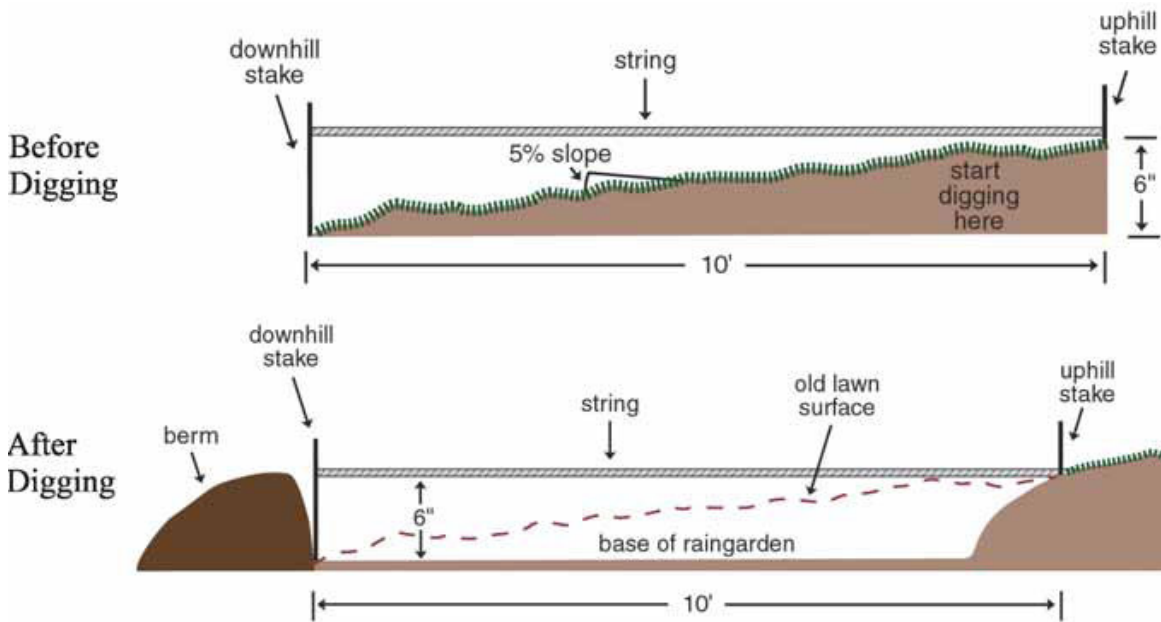 downhill
stake
string
uphill
stake
Before
Digging
5% slope
start
digging
here
6"
10'
downhill
stake
berm
string
old lawn
surface
uphill
stake
After
Digging
6"
base of raingarden
10'